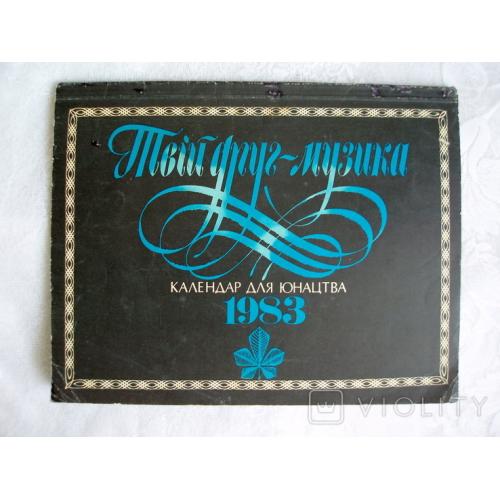 Твій друг-музика
КАЛЕНДАР ДЛЯ ЮНАЦТВА
1983
VIOLITY